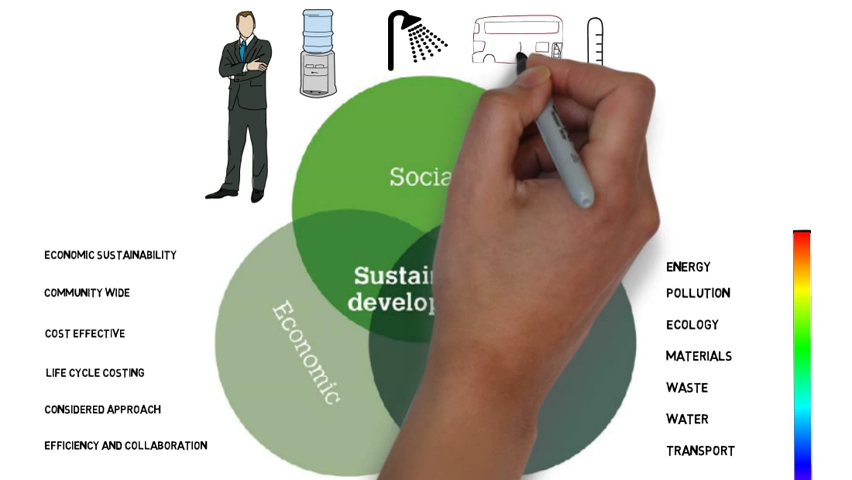 Socia
Sustain
develop
Economic
ECONOMIC SUSTAINABILITY
COMMUNITY WIDE
COST EFFECTIVE
LIFE CYCLE COSTING
CONSIDERED APPROACH
EFFICIENCY AND COLLABORATION
ENERGY
POLLUTION
ECOLOGY
MATERIALS
WASTE
WATER
TRANSPORT